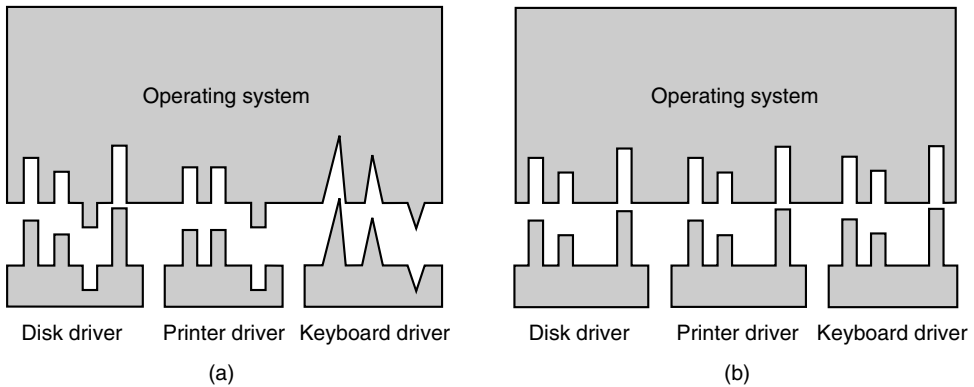 Operating system
Operating system
Disk driver
Printer driver
Keyboard driver
Disk driver
Printer driver
Keyboard driver
(a)
(b)